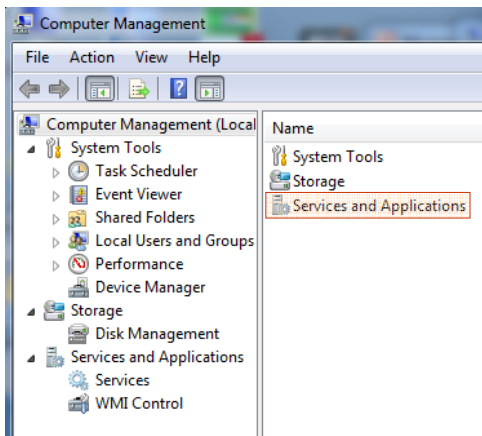 Computer Management
File Action View Help
Computer Management (Local
System Tools
Task Scheduler
Event Viewer
Shared Folders
Local Users and Groups
Performance
Device Manager
Storage
Disk Management
Services and Applications
Services
WMI Control
Name
System Tools
Storage
Services and Applications